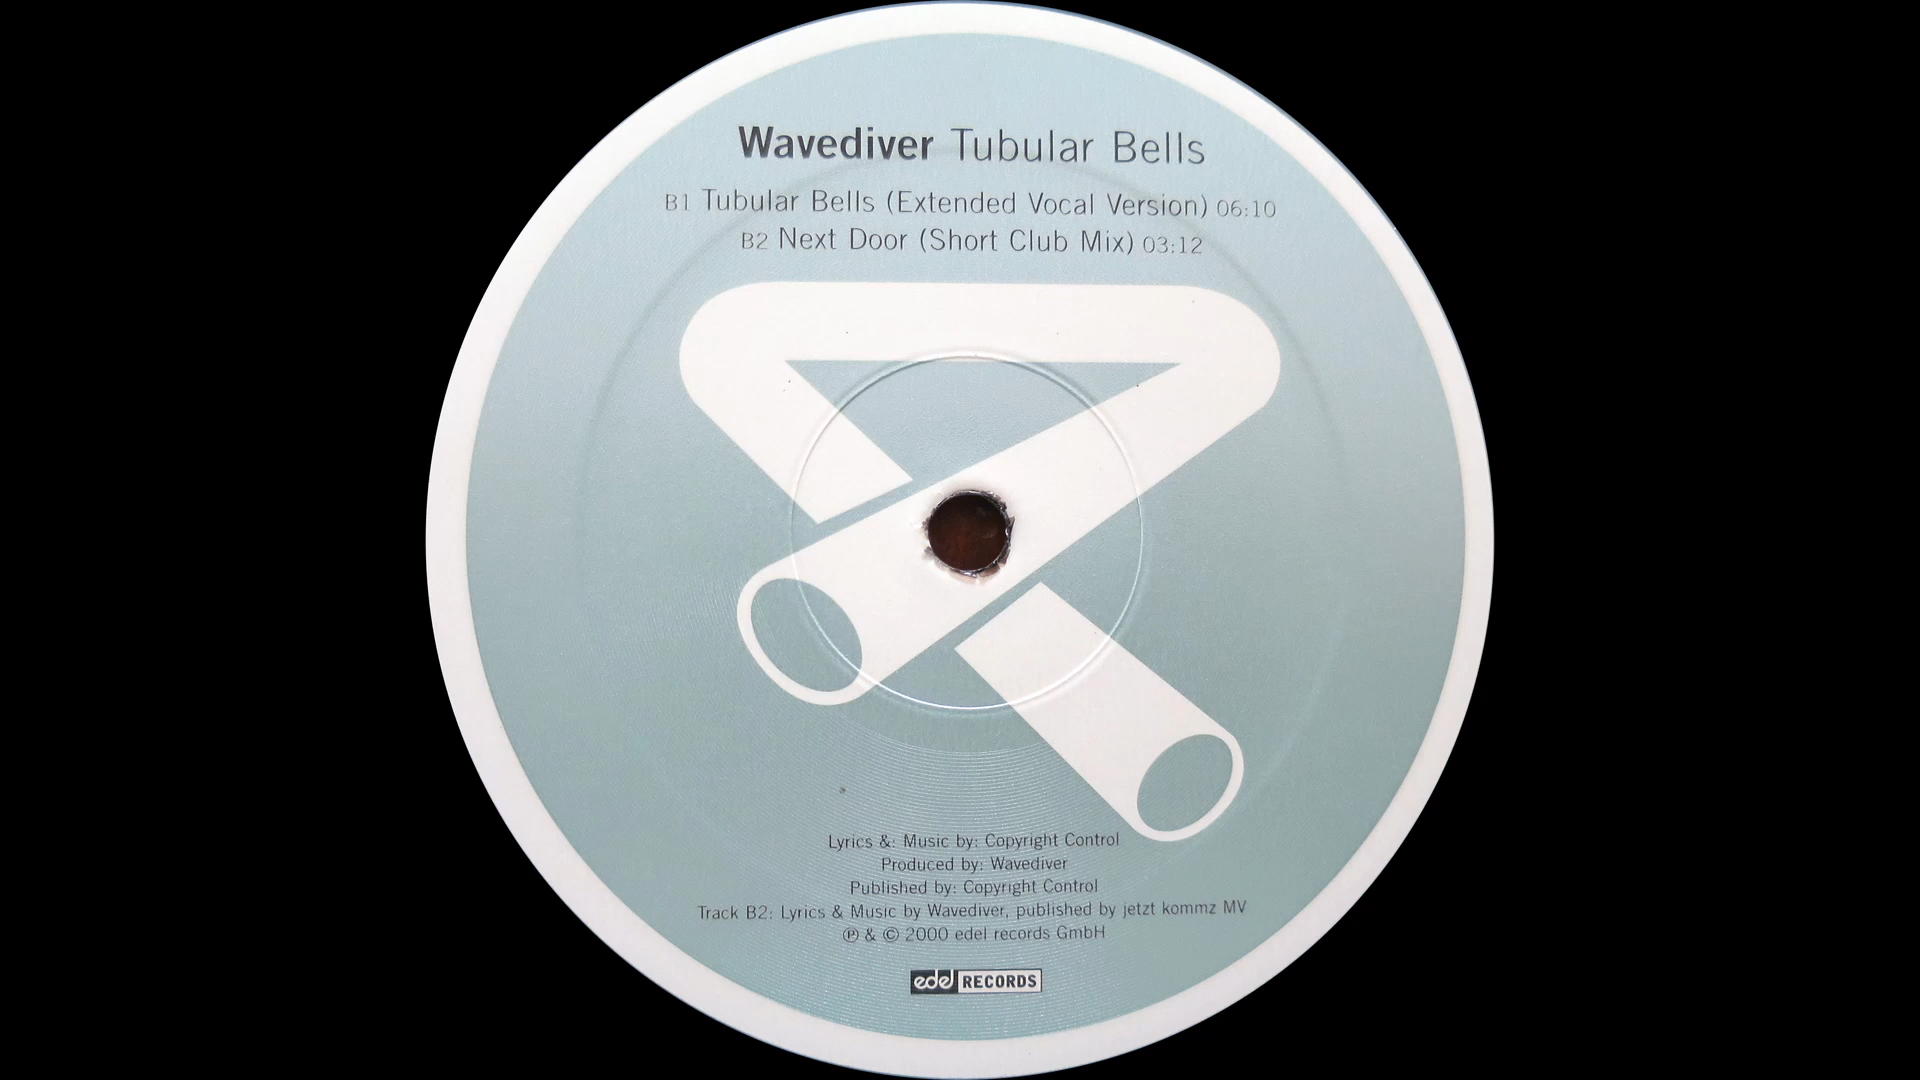 Wavediver Tubular Bells
B1 Tubular Bells (Extended Vocal Version) 06:10
B2 Next Door (Short Club Mix) 03:12
Lyrics &: Music by: Copyright Control
Produced by: Wavediver
Published by: Copyright Control
Track B2: Lyrics & Music by Wavediver, published by jetzt kommz MV
℗ & © 2000 edel records GmbH
edel RECORDS